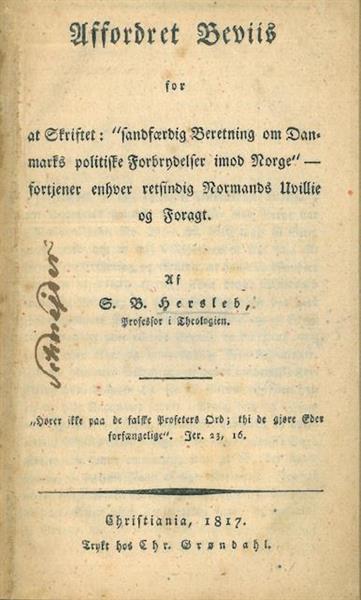 Affordret Beviis
for
at Skriftet: "sandfærdig Beretning om Dan-
marks politiske Forbrydelser imod Norge" —
fortjener enhver retsindig Normands Uvillie
og Foragt.
Af
S. B. Hersleb,
Professor i Theologien.
Schnejder
„Hører ikke paa de falske Profeters Ord; thi de gjøre Eder
forfængelige“. Jer. 23, 16.
Christiania, 1817.
Trykt hos Chr. Grøndahl.